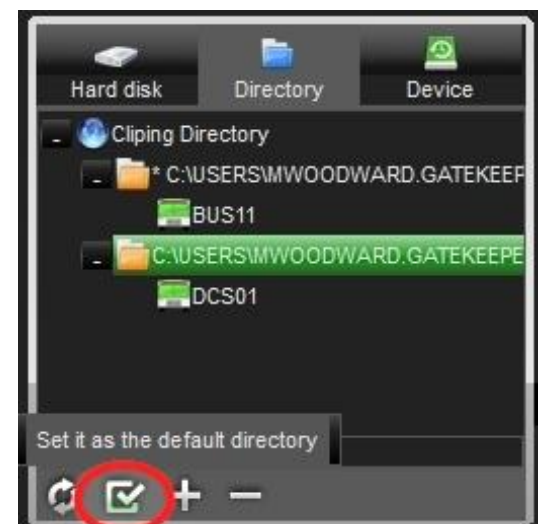 Hard disk Directory Device
Cliping Directory
* C:\USERS\MWOODWARD.GATEKEEP
BUS11
C:\USERS\MWOODWARD.GATEKEEPE
DCS01
Set it as the default directory